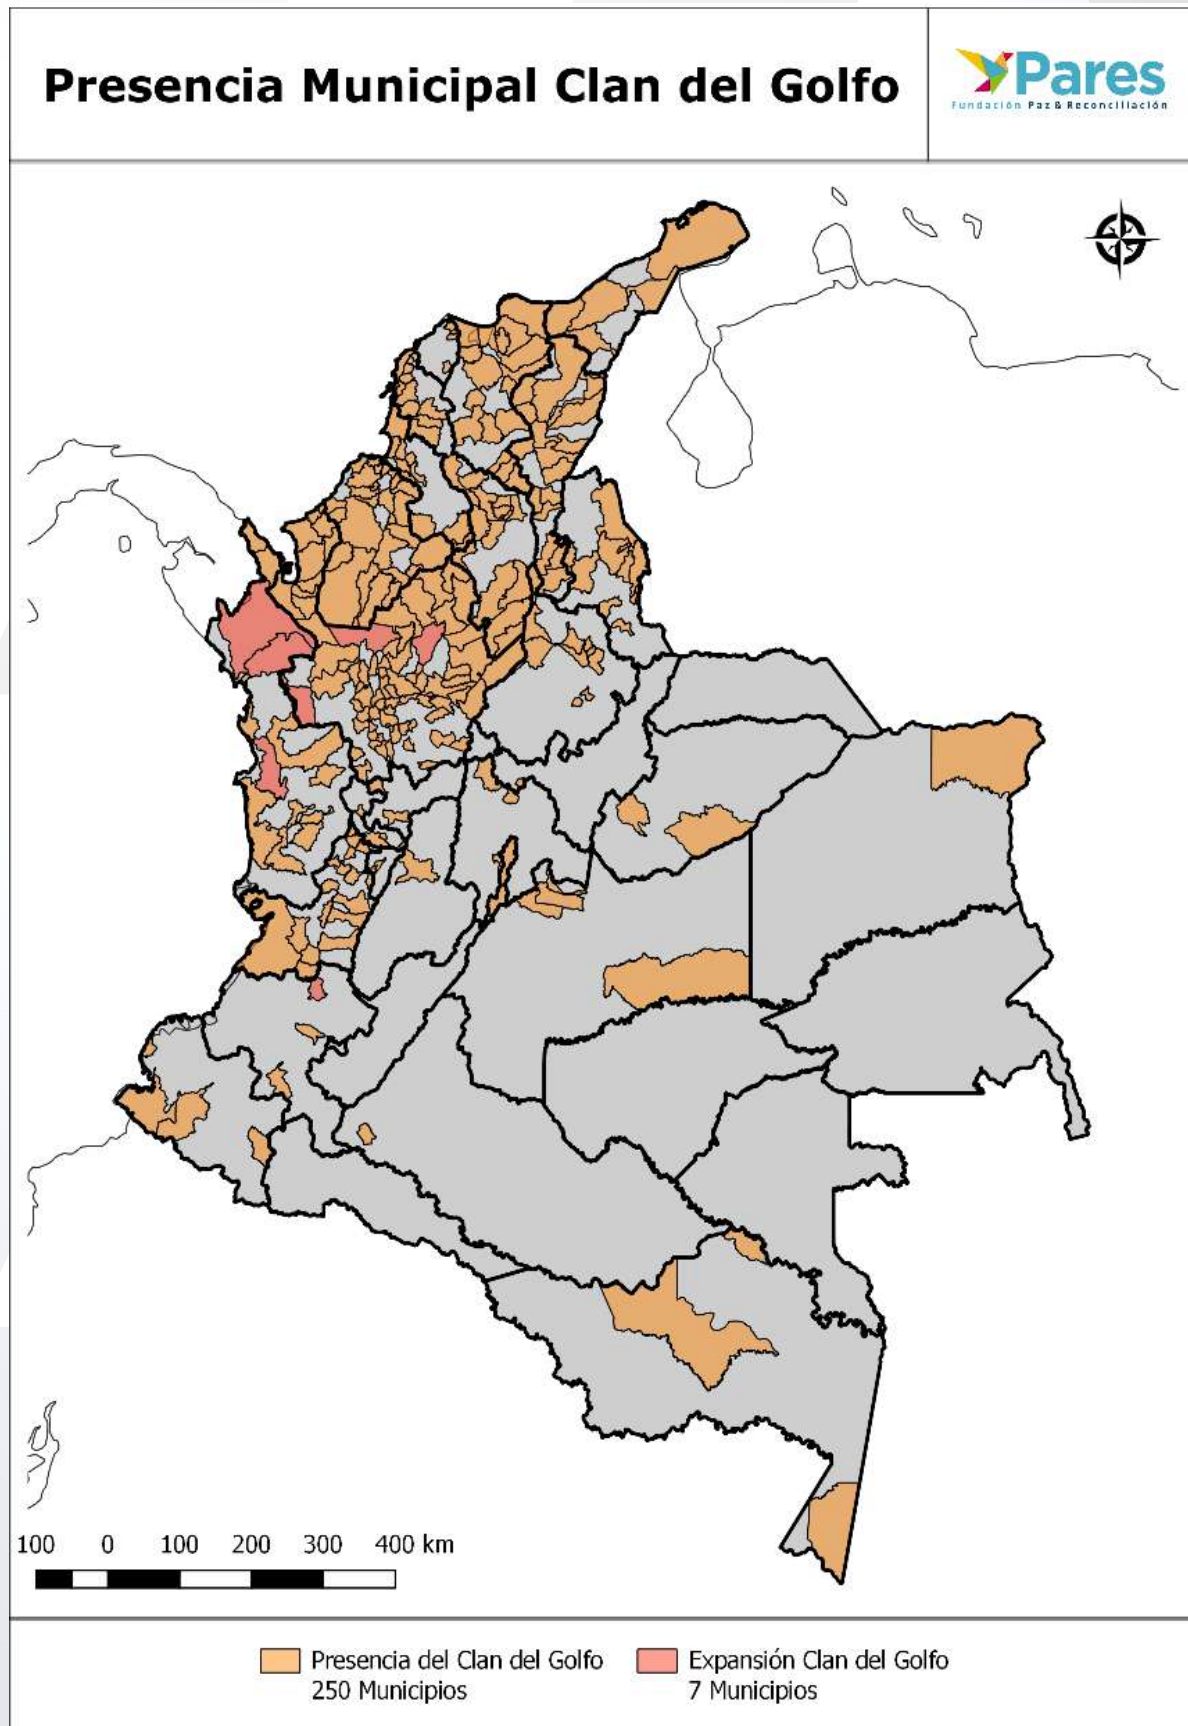 Presencia Municipal Clan del Golfo
Pares
Fundación Paz & Reconciliación
100 0 100 200 300 400 km
Presencia del Clan del Golfo
250 Municipios
Expansión Clan del Golfo
7 Municipios